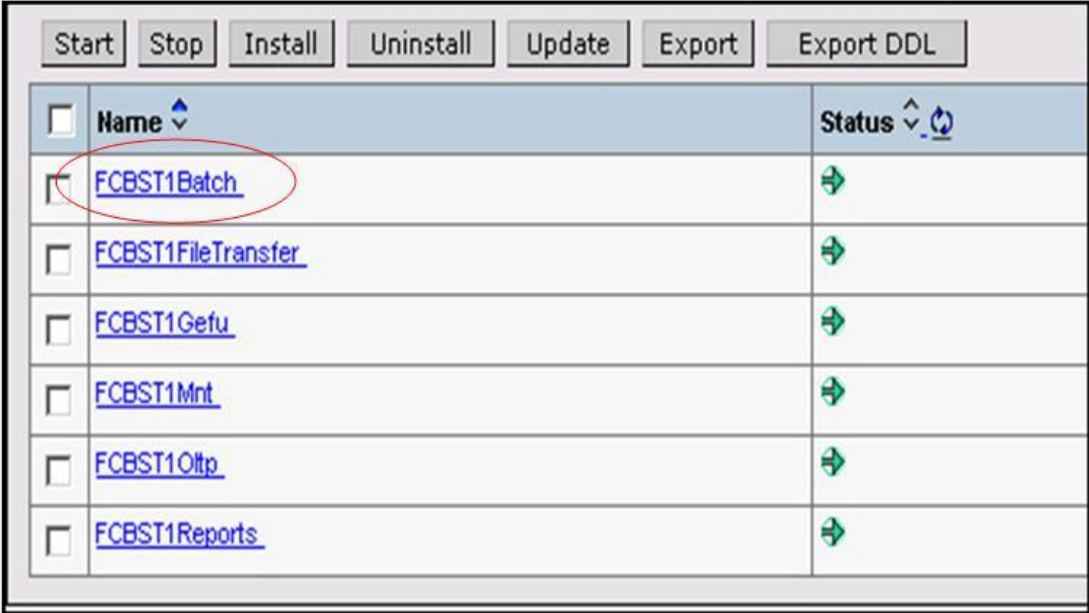 Start Stop Install Uninstall Update Export Export DDL
Name Status
FCBST1Batch
FCBST1FileTransfer
FCBST1Gefu
FCBST1Mnt
FCBST1Oltp
FCBST1Reports